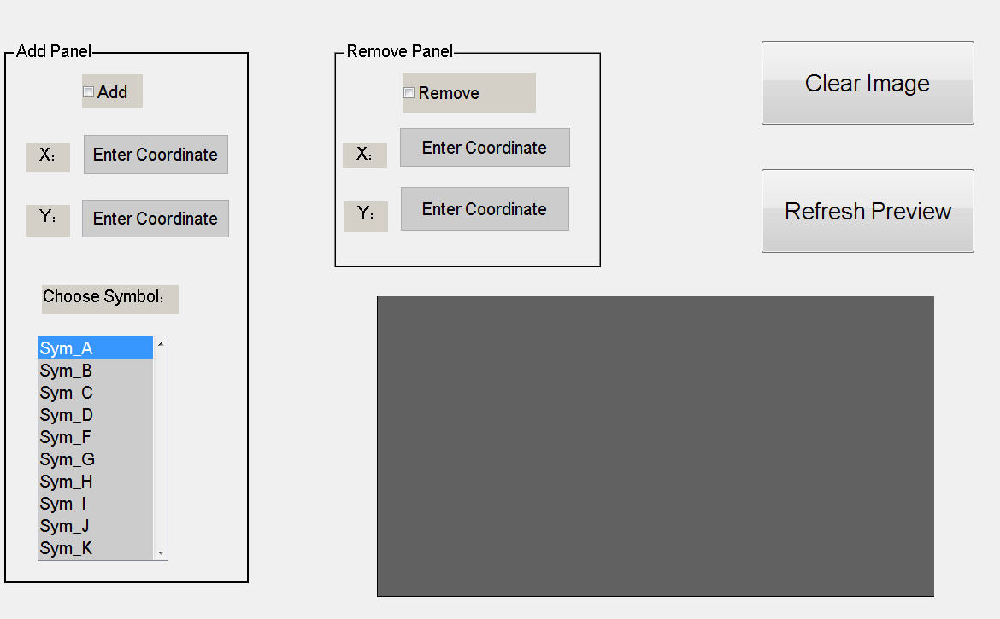 Add Panel
Add
X:
Enter Coordinate
Y:
Enter Coordinate
Choose Symbol:
Sym_A
Sym_B
Sym_C
Sym_D
Sym_F
Sym_G
Sym_H
Sym_I
Sym_J
Sym_K
Remove Panel
Remove
X:
Enter Coordinate
Y:
Enter Coordinate
Clear Image
Refresh Preview